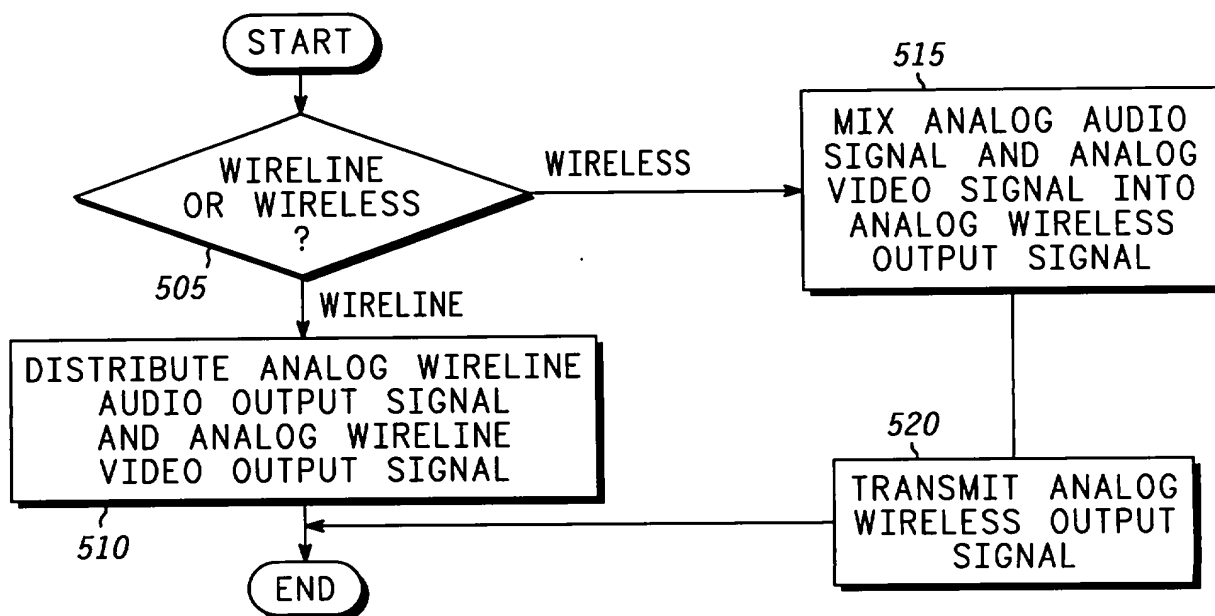 START
WIRELINE
OR WIRELESS
?
505
WIRELESS
WIRELINE
515
MIX ANALOG AUDIO
SIGNAL AND ANALOG
VIDEO SIGNAL INTO
ANALOG WIRELESS
OUTPUT SIGNAL
DISTRIBUTE ANALOG WIRELINE
AUDIO OUTPUT SIGNAL
AND ANALOG WIRELINE
VIDEO OUTPUT SIGNAL
510
520
TRANSMIT ANALOG
WIRELESS OUTPUT
SIGNAL
END